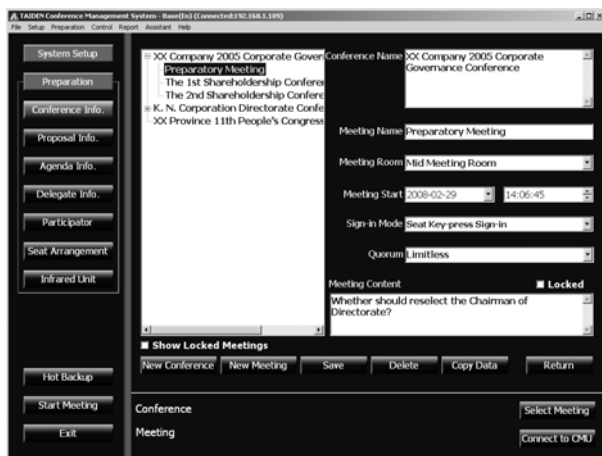 TAIDEN Conference Management System - Base(En) (Connected:192.168.1.109)
File Setup Preparation Control Report Assistant Help
System Setup
Preparation
Conference Info.
Proposal Info.
Agenda Info.
Delegate Info.
Participator
Seat Arrangement
Infrared Unit
Hot Backup
Start Meeting
Exit
XX Company 2005 Corporate Gover
Preparatory Meeting
The 1st Shareholdership Confere
The 2nd Shareholdership Confere
K. N. Corporation Directorate Confe
XX Province 11th People's Congress
Show Locked Meetings
Conference Name XX Company 2005 Corporate
Governance Conference
Meeting Name Preparatory Meeting
Meeting Room Mid Meeting Room
Meeting Start 2008-02-29 14:06:45
Sign-in Mode Seat Key-press Sign-in
Quorum Limitless
Meeting Content Locked
Whether should reselect the Chairman of
Directorate?
New Conference New Meeting Save Delete Copy Data Return
Conference Select Meeting
Meeting Connect to CMU